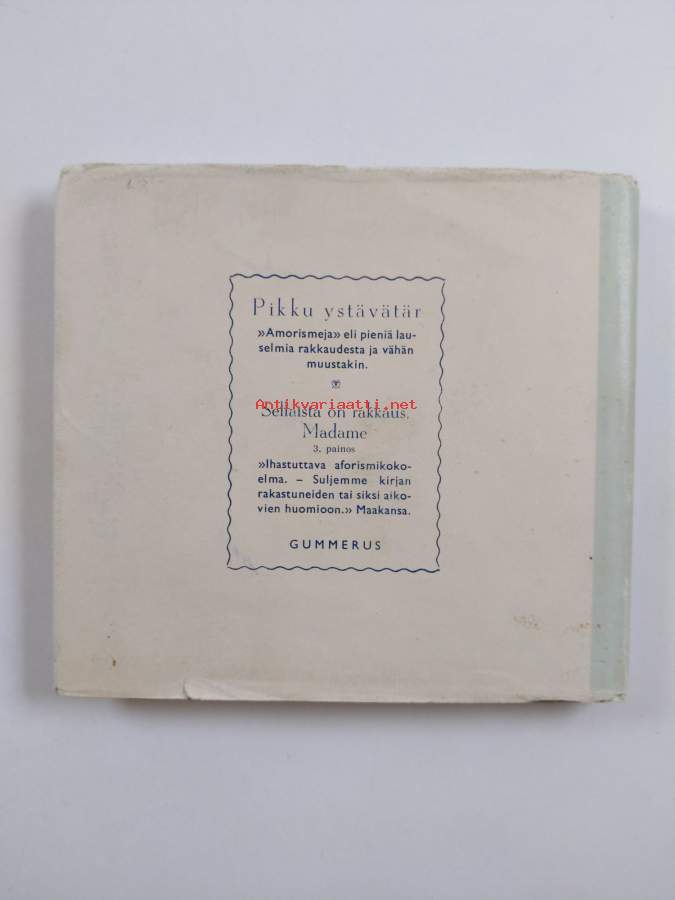 Pikku ystävätär
»Amorismeja» eli pieniä lau-
selmia rakkaudesta ja vähän
muustakin.
Antikvariaatti.net
Sellaista on rakkaus,
Madame
3. painos
»Ihastuttava aforismikoko-
elma. – Suljemme kirjan
rakastuneiden tai siksi aiko-
vien huomioon.» Maakansa.
GUMMERUS